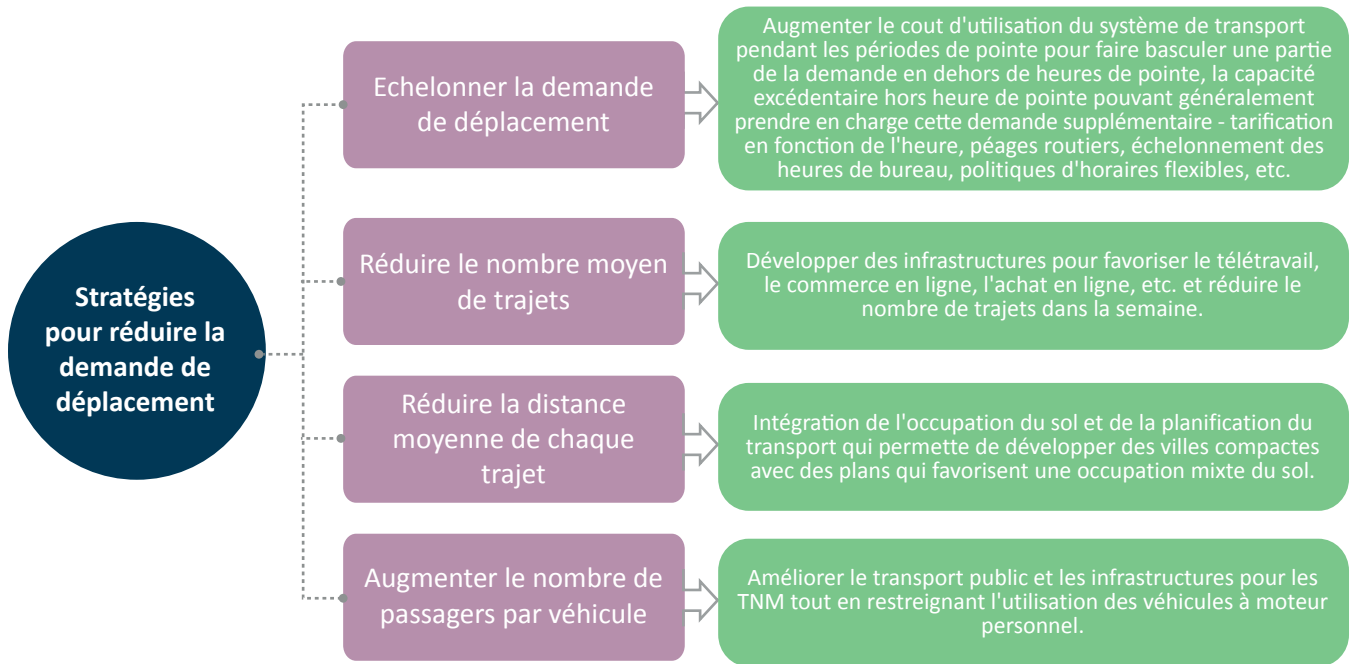 Stratégies
pour réduire la
demande de
déplacement
Echelonner la demande
de déplacement
Augmenter le cout d'utilisation du système de transport
pendant les périodes de pointe pour faire basculer une partie
de la demande en dehors de heures de pointe, la capacité
excédentaire hors heure de pointe pouvant généralement
prendre en charge cette demande supplémentaire - tarification
en fonction de l'heure, péages routiers, échelonnement des
heures de bureau, politiques d'horaires flexibles, etc.
Réduire le nombre moyen
de trajets
Développer des infrastructures pour favoriser le télétravail,
le commerce en ligne, l'achat en ligne, etc. et réduire le
nombre de trajets dans la semaine.
Réduire la distance
moyenne de chaque
trajet
Intégration de l'occupation du sol et de la planification du
transport qui permette de développer des villes compactes
avec des plans qui favorisent une occupation mixte du sol.
Augmenter le nombre de
passagers par véhicule
Améliorer le transport public et les infrastructures pour les
TNM tout en restreignant l'utilisation des véhicules à moteur
personnel.